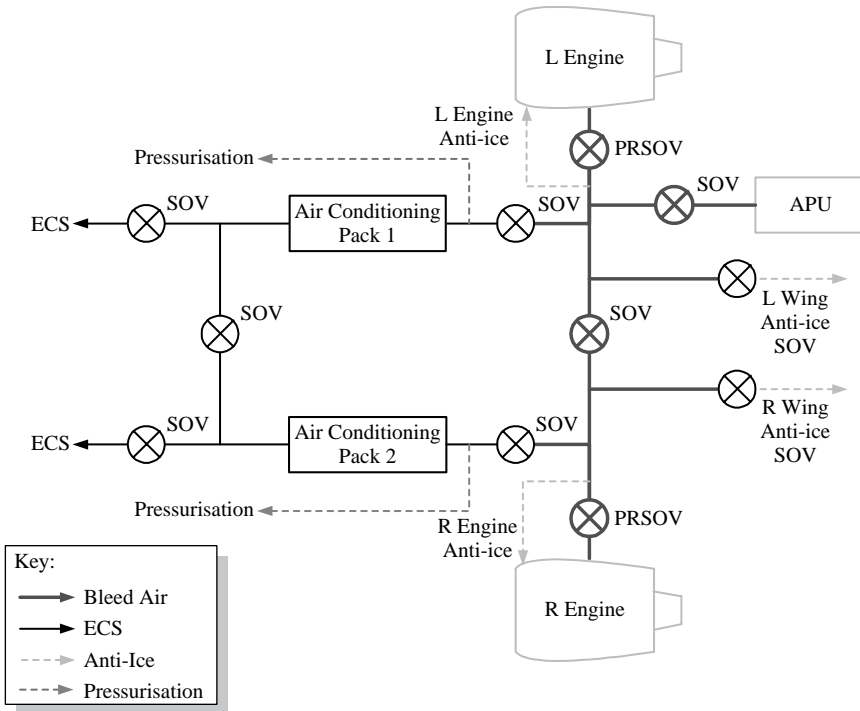 L Engine
L Engine
Anti-ice
PRSOV
Pressurisation
SOV
APU
SOV
Air Conditioning
Pack 1
SOV
ECS
L Wing
Anti-ice
SOV
SOV
SOV
R Wing
Anti-ice
SOV
SOV
Air Conditioning
Pack 2
SOV
ECS
Pressurisation
R Engine
Anti-ice
PRSOV
R Engine
Key:
Bleed Air
ECS
Anti-Ice
Pressurisation